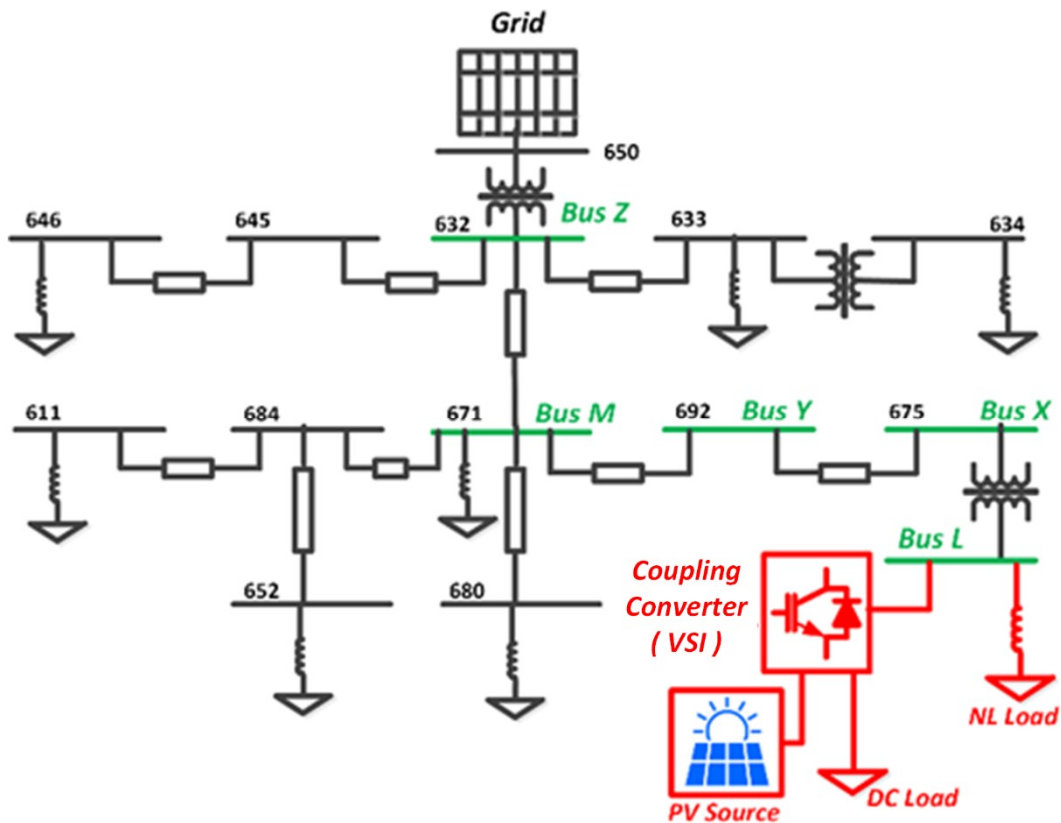 Grid
650
646
645
632
Bus Z
633
634
611
684
671
Bus M
692
Bus Y
675
Bus X
Bus L
Coupling
Converter
( VSI )
652
680
NL Load
PV Source
DC Load